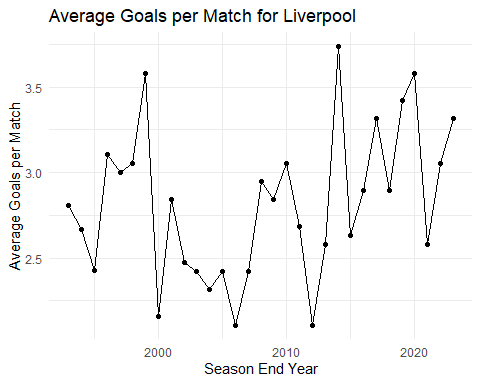 Average Goals per Match for Liverpool
Average Goals per Match
3.5
3.0
2.5
2000 2010 2020
Season End Year